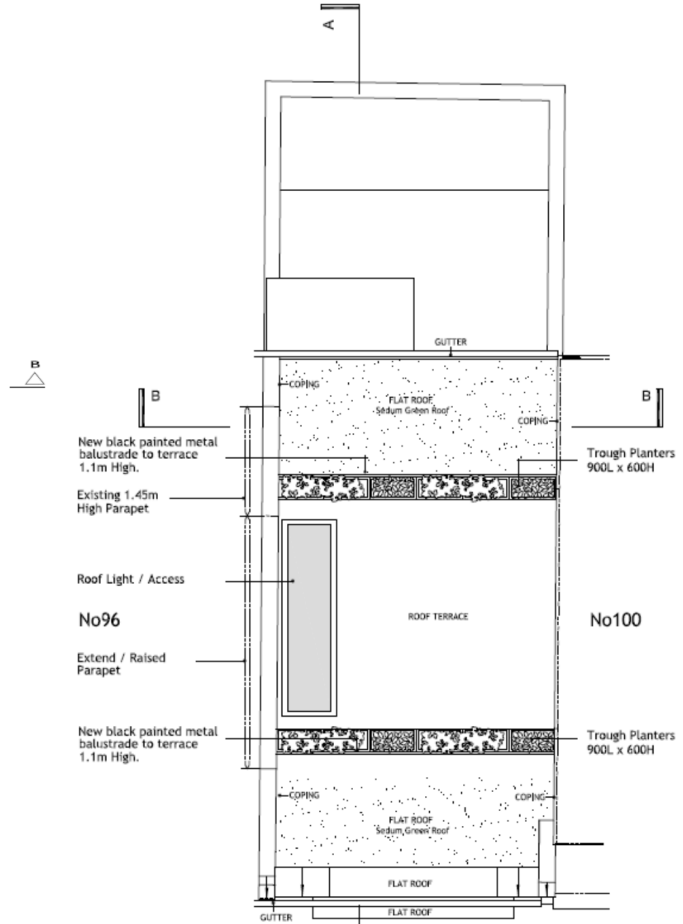 A
GUTTER
B
COPING
FLAT ROOF
Sedum Green Roof
B
B
COPING
New black painted metal
balustrade to terrace
1.1m High.
Trough Planters
900L x 600H
Existing 1.45m
High Parapet
Roof Light / Access
No96
ROOF TERRACE
No100
Extend / Raised
Parapet
New black painted metal
balustrade to terrace
1.1m High.
Trough Planters
900L x 600H
COPING
COPING
FLAT ROOF
Sedum Green Roof
FLAT ROOF
FLAT ROOF
GUTTER